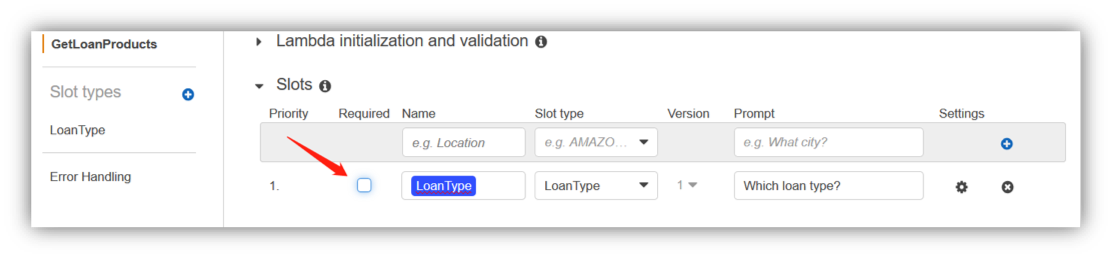 GetLoanProducts
Slot types
LoanType
Error Handling
Lambda initialization and validation
Slots
Priority Required Name Slot type Version Prompt Settings
e.g. Location e.g. AMAZO... e.g. What city?
1. LoanType LoanType 1 Which loan type?